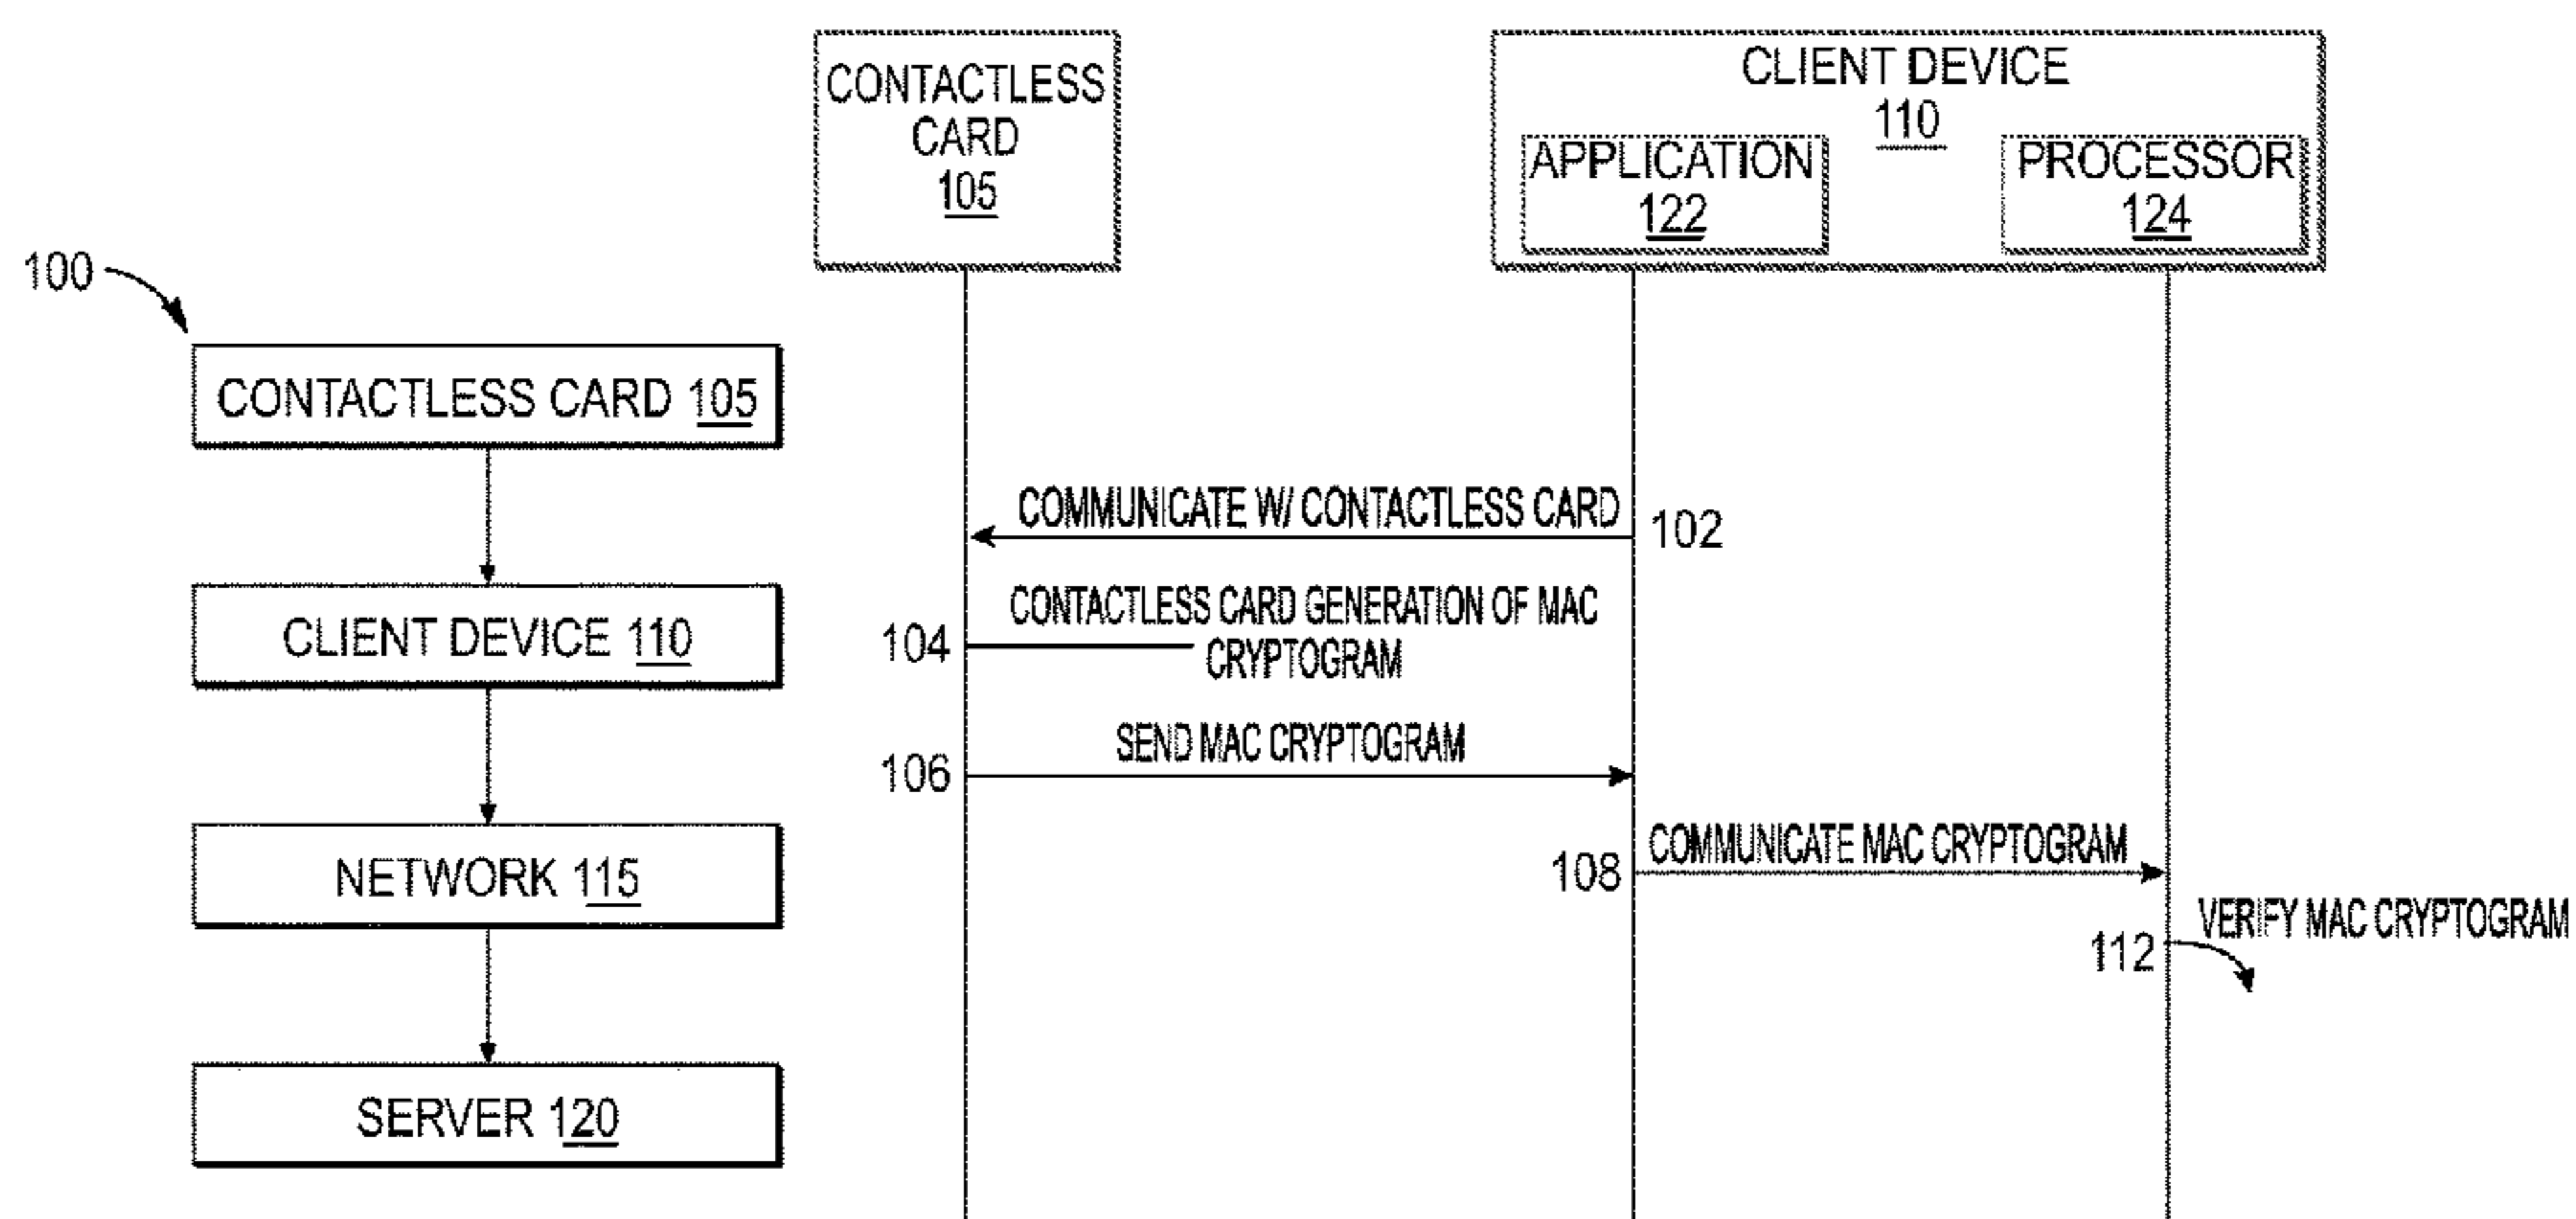 100
CONTACTLESS CARD 105
CLIENT DEVICE 110
NETWORK 115
SERVER 120
CONTACTLESS
CARD
105
CLIENT DEVICE
110
APPLICATION
122
PROCESSOR
124
COMMUNICATE W/ CONTACTLESS CARD
102
CONTACTLESS CARD GENERATION OF MAC
104
CRYPTOGRAM
SEND MAC CRYPTOGRAM
106
COMMUNICATE MAC CRYPTOGRAM
108
VERIFY MAC CRYPTOGRAM
112